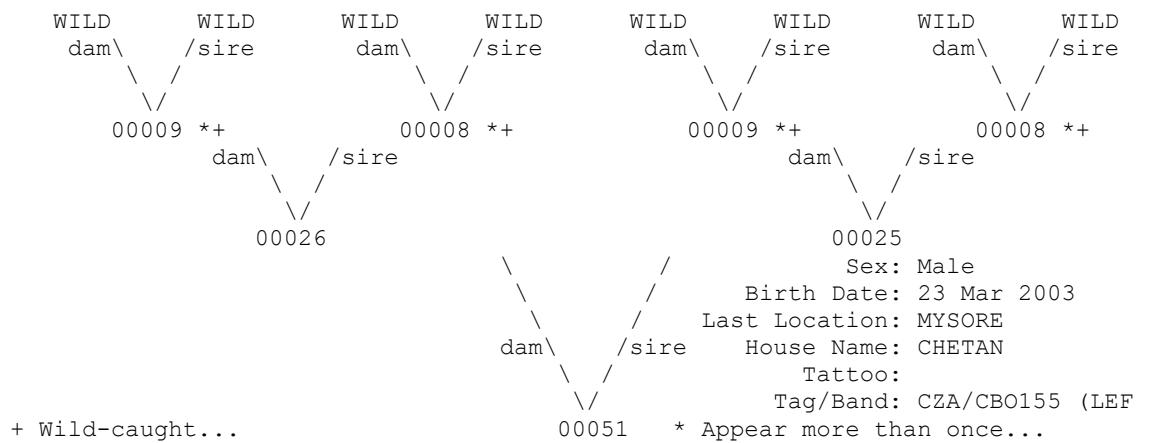 WILD WILD WILD WILD WILD WILD WILD WILD
dam\ /sire dam\ /sire dam\ /sire dam\ /sire
\ / \ / \ / \ /
\/ \/ \/ \/
00009 *+ 00008 *+ 00009 *+ 00008 *+
dam\ /sire dam\ /sire
\ / \ /
\/ \/
00026 00025
\ / Sex: Male
\ / Birth Date: 23 Mar 2003
\ / Last Location: MYSORE
dam\ /sire House Name: CHETAN
\ / Tattoo:
\/ Tag/Band: CZA/CBO155 (LEF
+ Wild-caught... 00051 * Appear more than once...